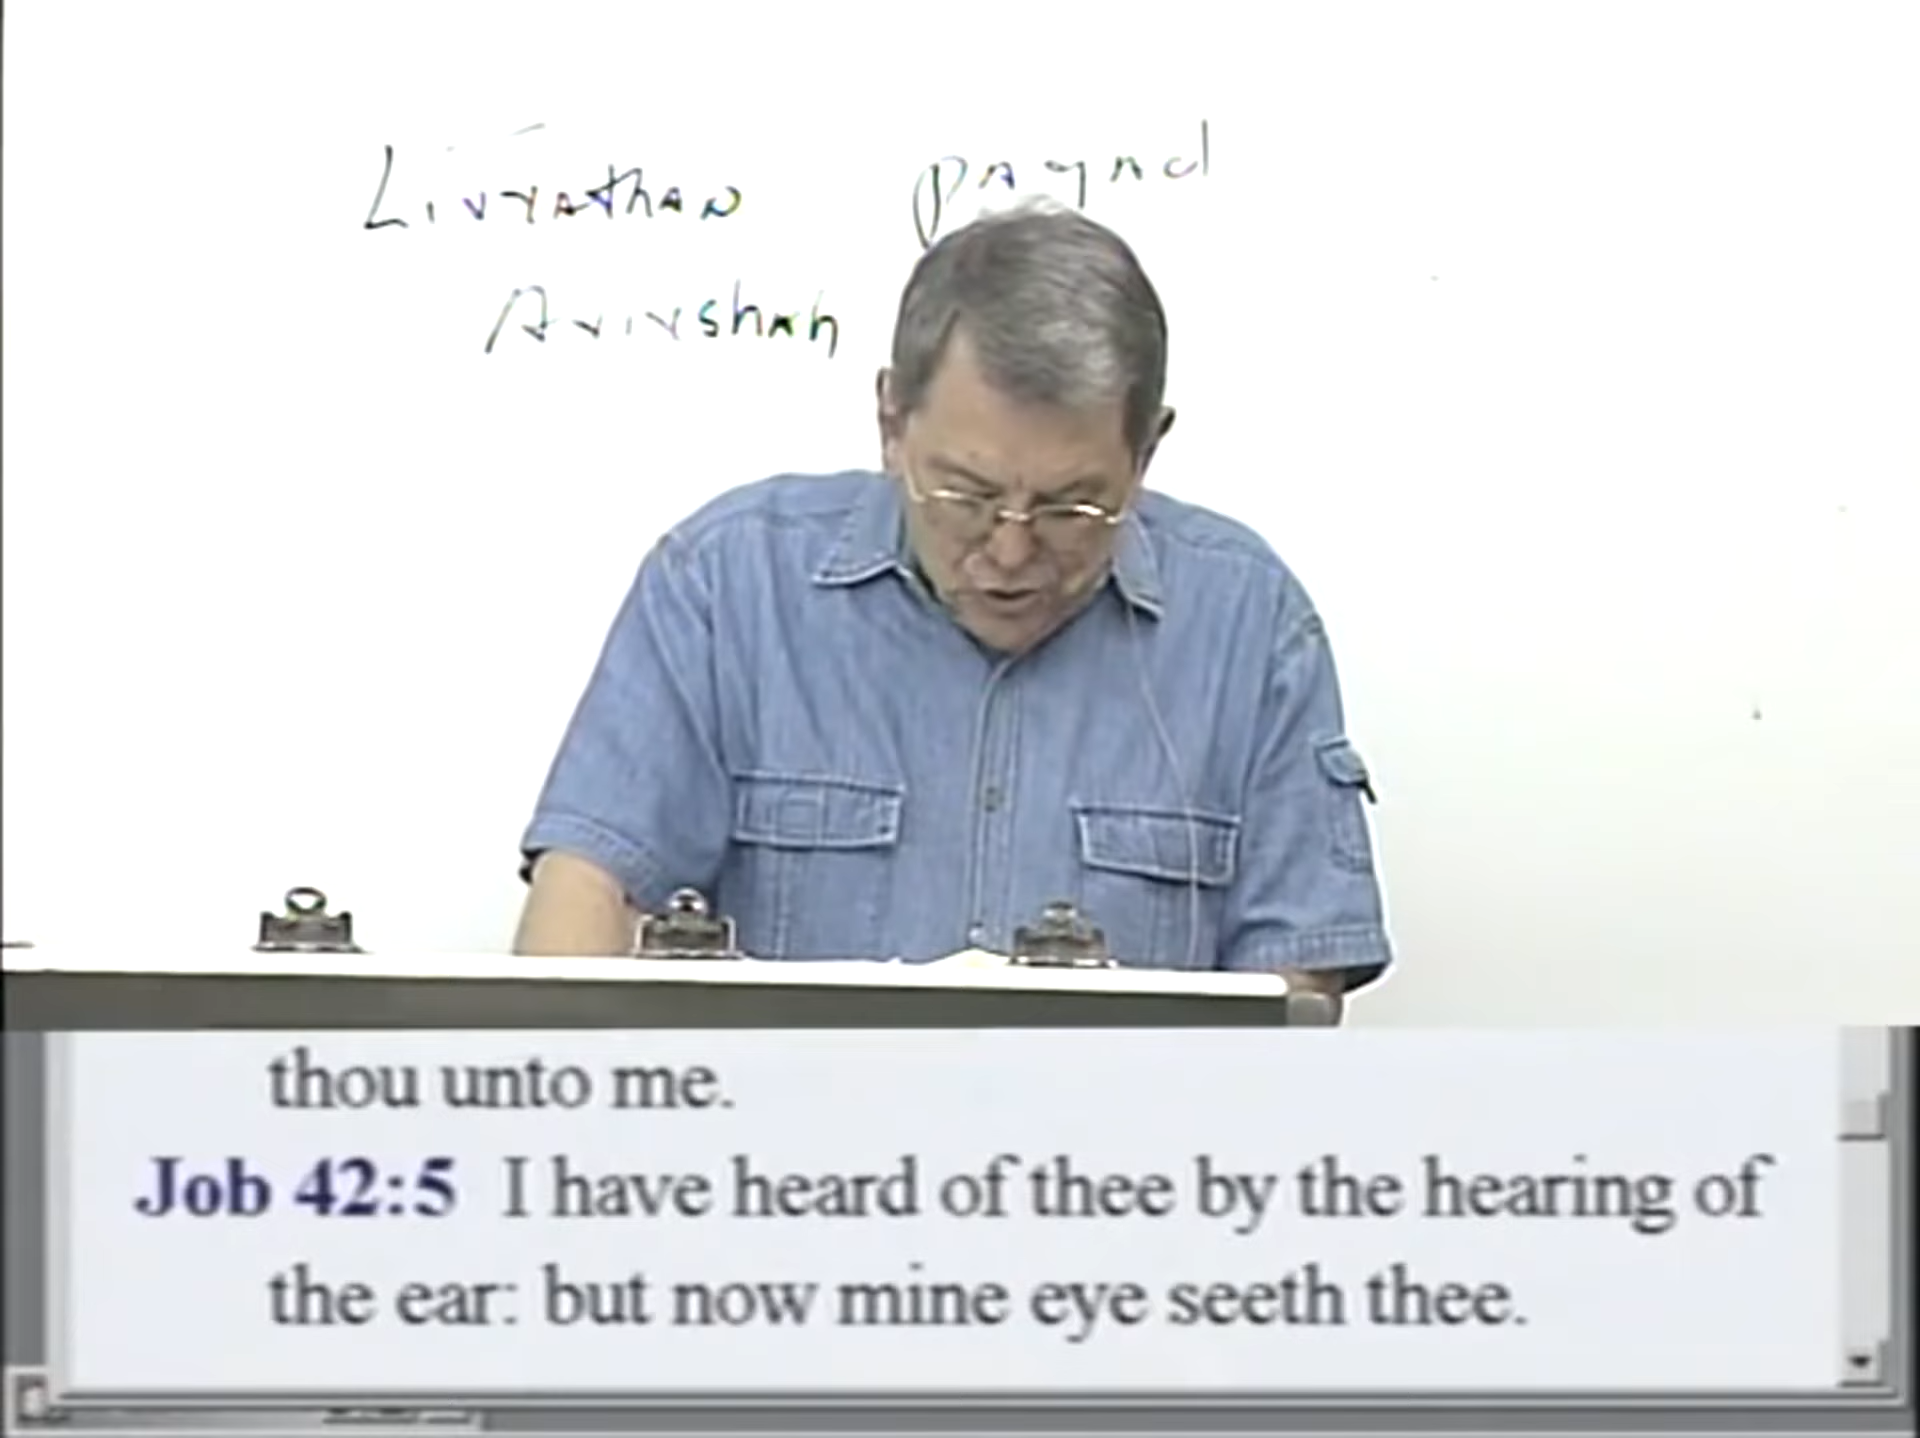 Livyathan paqad
thou unto me.
Job 42:5 I have heard of thee by the hearing of
the ear: but now mine eye seeth thee.